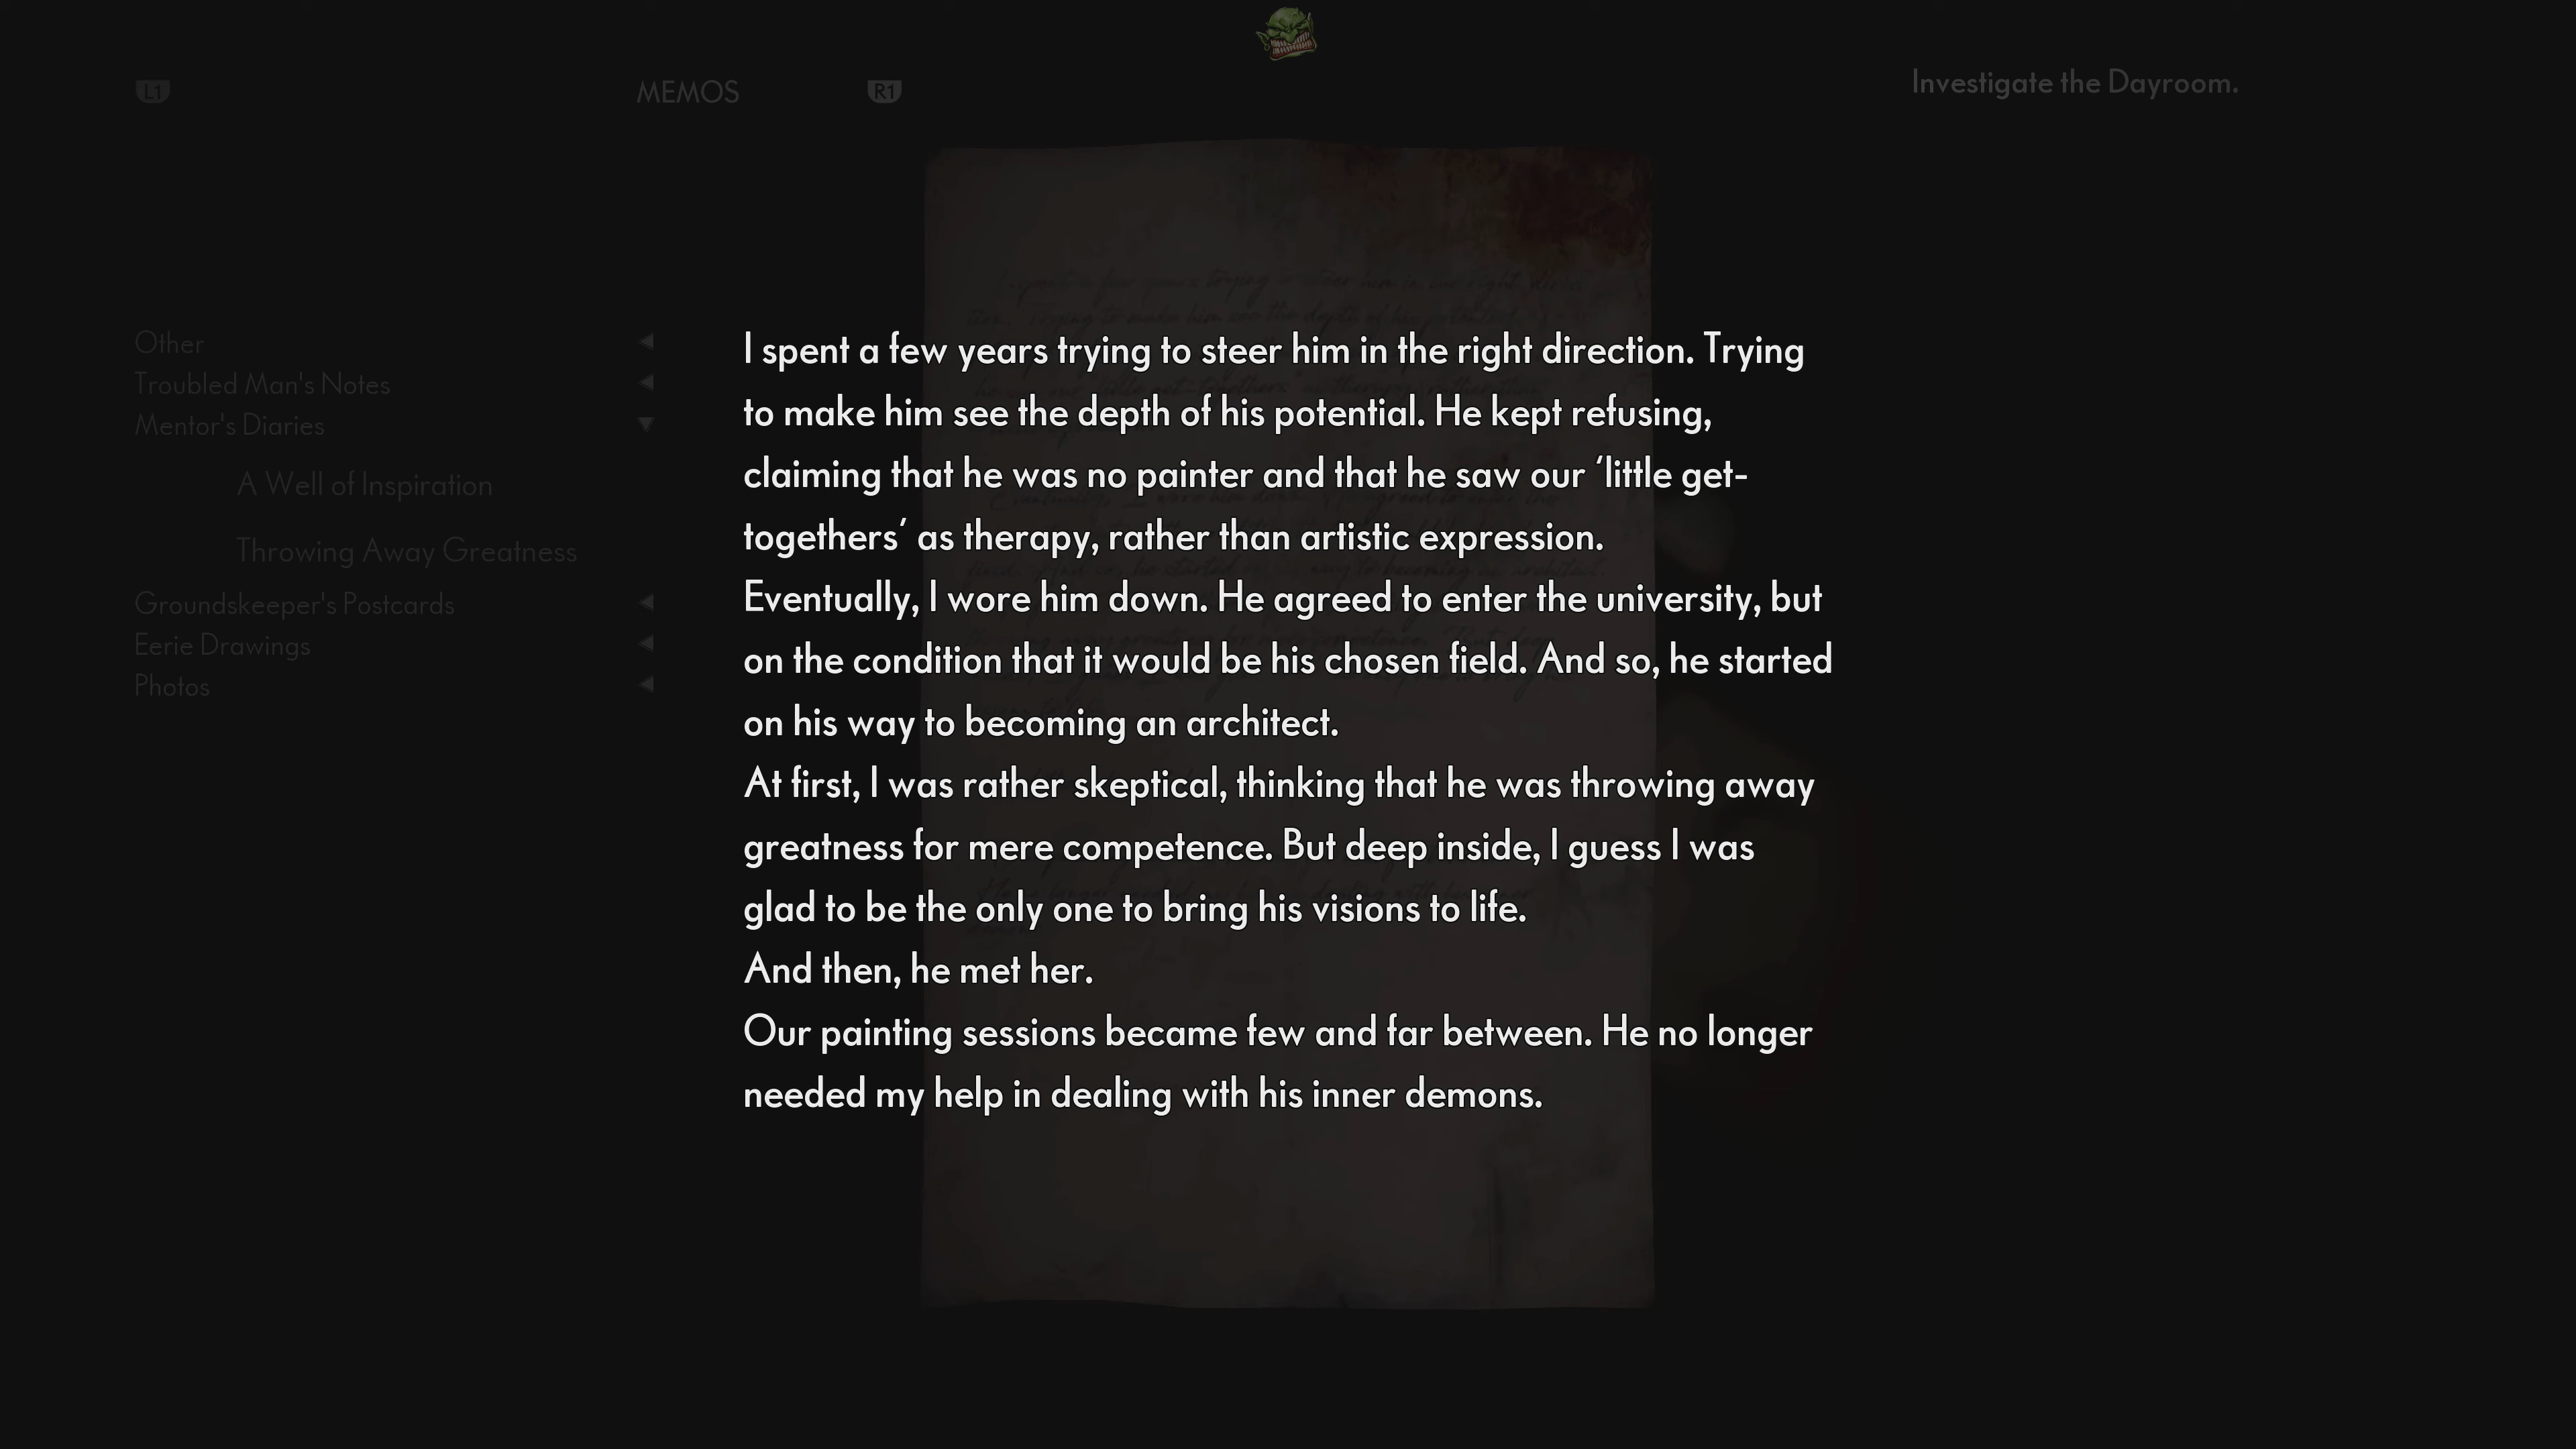 L1
MEMOS
R1
Investigate the Dayroom.
Other
Troubled Man's Notes
Mentor's Diaries
A Well of Inspiration
Throwing Away Greatness
Groundskeeper's Postcards
Eerie Drawings
Photos
I spent a few years trying to steer him in the right direction. Trying
to make him see the depth of his potential. He kept refusing,
claiming that he was no painter and that he saw our ‘little get-
togethers’ as therapy, rather than artistic expression.
Eventually, I wore him down. He agreed to enter the university, but
on the condition that it would be his chosen field. And so, he started
on his way to becoming an architect.
At first, I was rather skeptical, thinking that he was throwing away
greatness for mere competence. But deep inside, I guess I was
glad to be the only one to bring his visions to life.
And then, he met her.
Our painting sessions became few and far between. He no longer
needed my help in dealing with his inner demons.